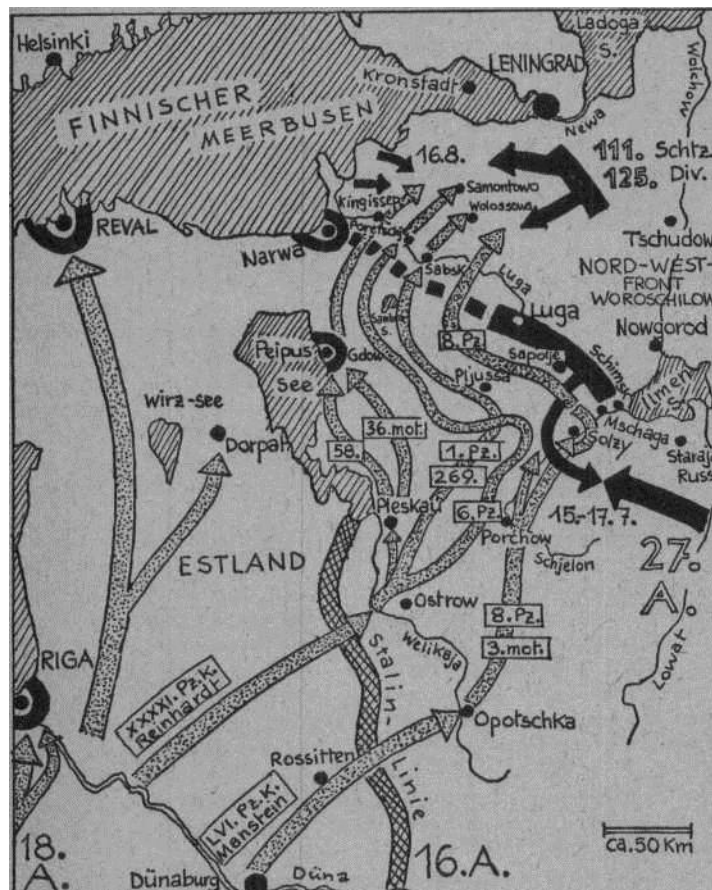 Helsinki
Ladoga
S.
Wolchow
Kronstadt
LENINGRAD
FINNISCHER
MEERBUSEN
Newa
16.8.
111. Schtz.
125. Div.
Kingissep
Samontowo
Wolossowa
Poretschje
REVAL
Narwa
Sabsk
Luga
Tschudow
NORD-WEST-
FRONT
WOROSCHILOW
Luga
Nowgorod
8. Pz.
Sapolje
Schimsk
Ilmen
S.
Peipus
See
Gdow
Pljussa
Mschaga
Solzy
Staraja
Russ
Wirz-see
Dorpat
36.mot.
58.
1. Pz.
269.
6. Pz.
Pleskau
Porchow
15.-17.7.
Schjelon
27.
A.
ESTLAND
Ostrow
8. Pz.
3. mot.
Welikaja
Lowat
RIGA
XXXXI. Pz.K.
Reinhardt
Stalin-
Linie
Opotschka
Rossitten
LVI. Pz.K.
Manstein
18.
A.
16.A.
ca.50 Km
Dünaburg
Düna